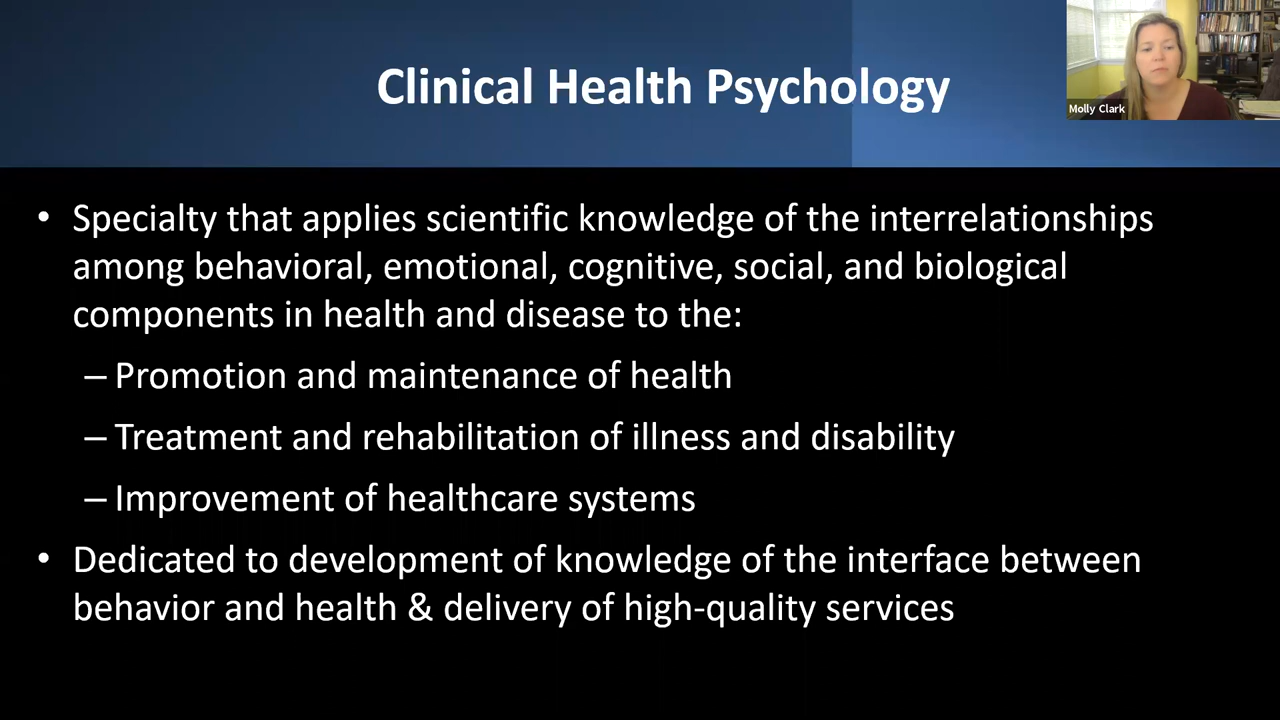 Clinical Health Psychology
Molly Clark
• Specialty that applies scientific knowledge of the interrelationships
among behavioral, emotional, cognitive, social, and biological
components in health and disease to the:
– Promotion and maintenance of health
– Treatment and rehabilitation of illness and disability
– Improvement of healthcare systems
• Dedicated to development of knowledge of the interface between
behavior and health & delivery of high-quality services